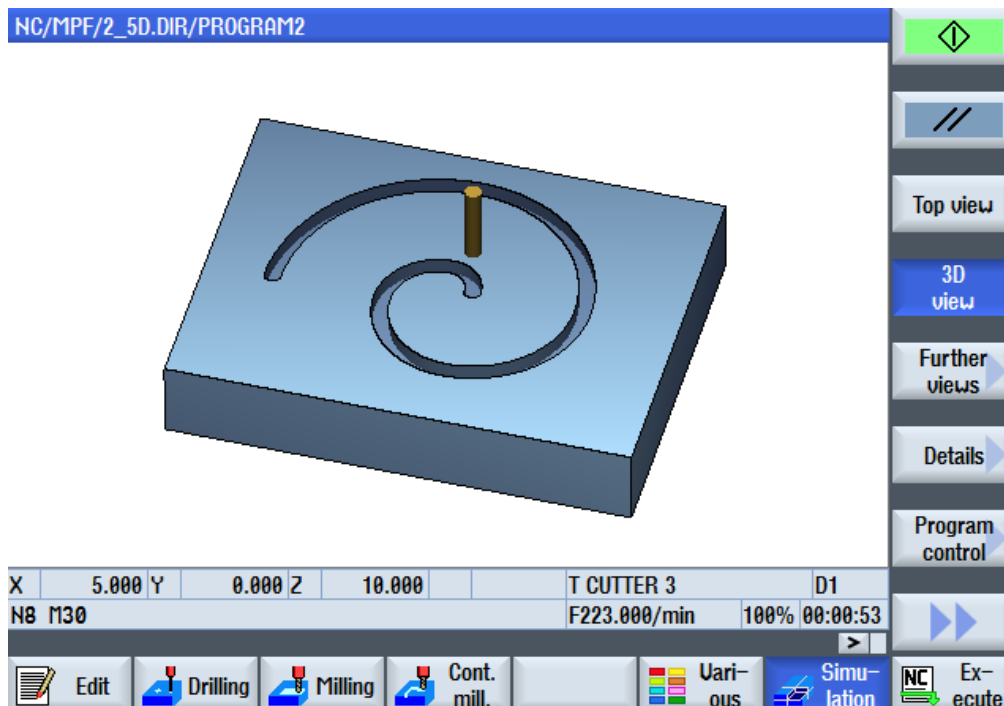 NC/MPF/2_5D.DIR/PROGRAM2
Top view
3D
view
Further
views
Details
Program
control
X 5.000 Y 0.000 Z 10.000 T CUTTER 3 D1
N8 M30 F223.000/min 100% 00:00:53
>
Edit
Drilling
Milling
Cont.
mill.
Vari-
ous
Simu-
lation
NC
Ex-
ecute